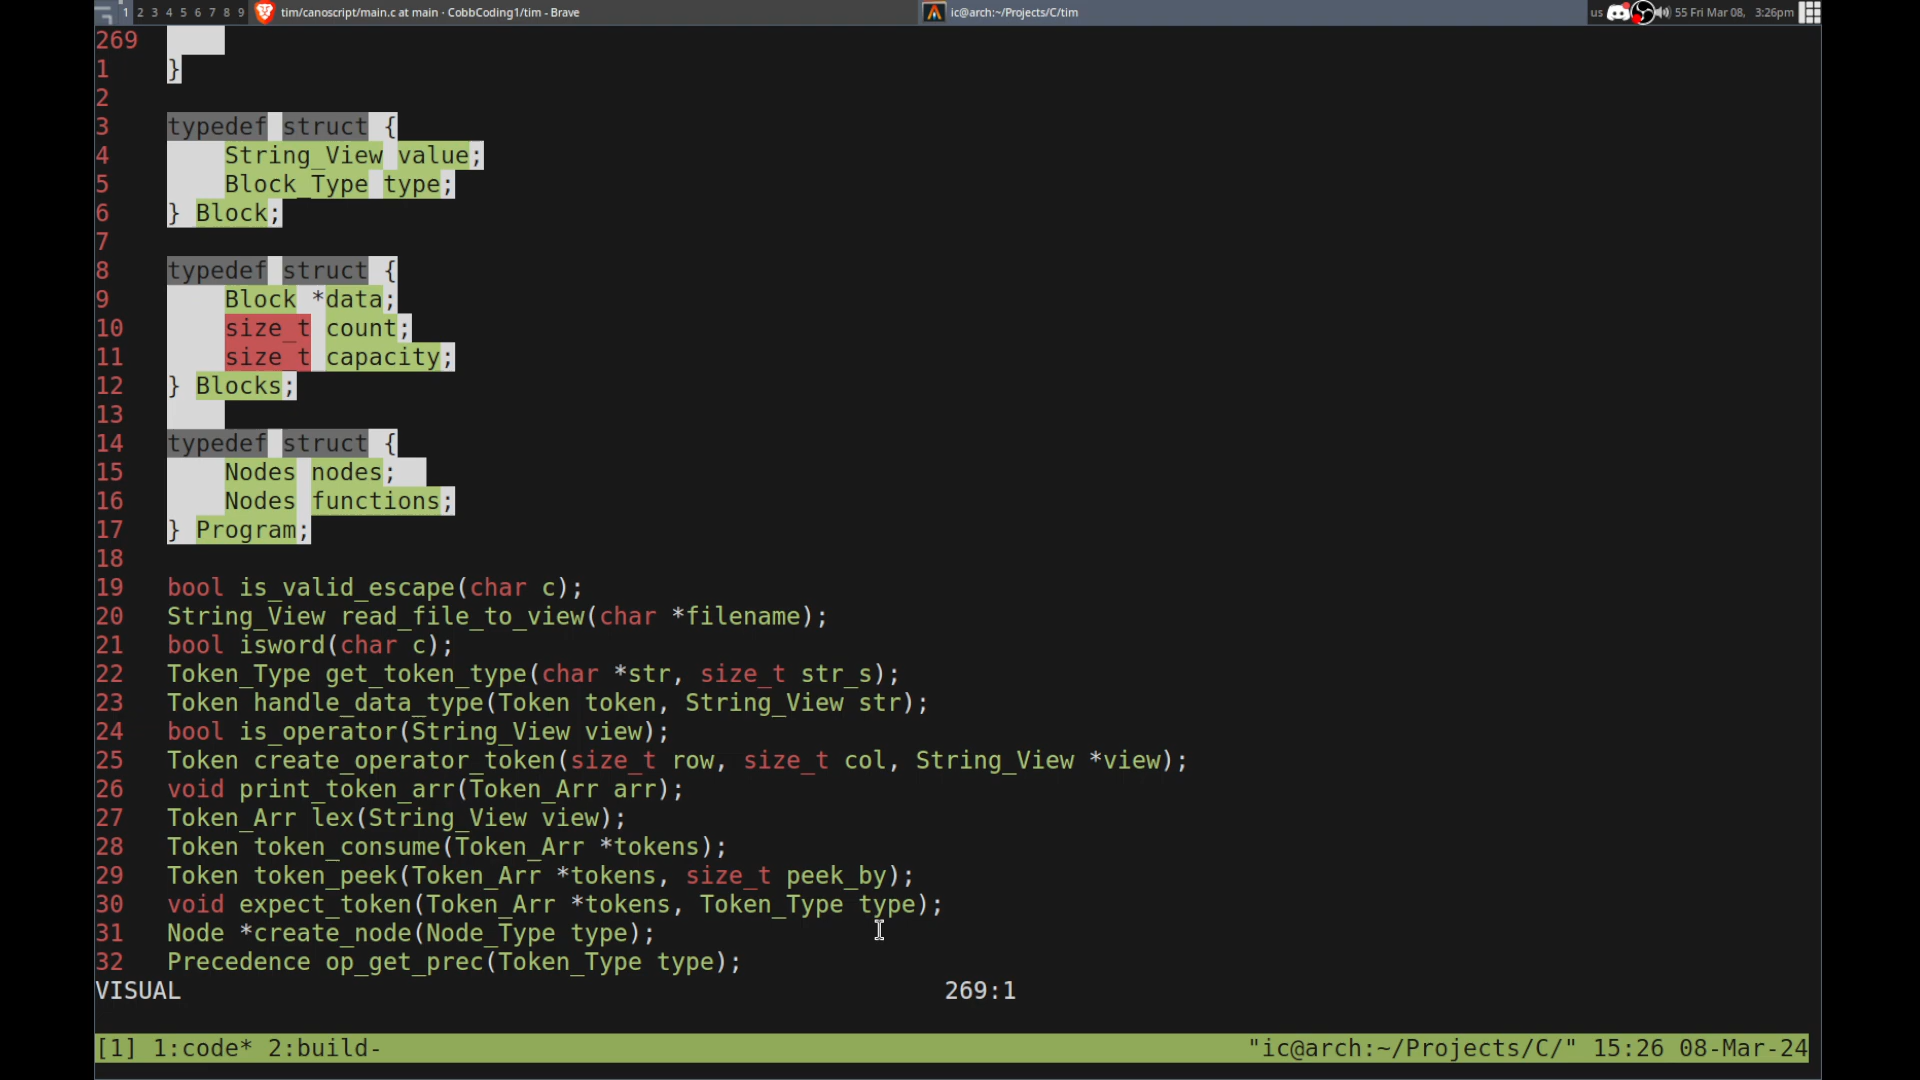 1 2 3 4 5 6 7 8 9 tim/canoscript/main.c at main · CobbCoding1/tim - Brave ic@arch:~/Projects/C/tim us 55 Fri Mar 08, 3:26pm
269
1 }
2
3 typedef struct {
4 String_View value;
5 Block_Type type;
6 } Block;
7
8 typedef struct {
9 Block *data;
10 size_t count;
11 size_t capacity;
12 } Blocks;
13
14 typedef struct {
15 Nodes nodes;
16 Nodes functions;
17 } Program;
18
19 bool is_valid_escape(char c);
20 String_View read_file_to_view(char *filename);
21 bool isword(char c);
22 Token_Type get_token_type(char *str, size_t str_s);
23 Token handle_data_type(Token token, String_View str);
24 bool is_operator(String_View view);
25 Token create_operator_token(size_t row, size_t col, String_View *view);
26 void print_token_arr(Token_Arr arr);
27 Token_Arr lex(String_View view);
28 Token token_consume(Token_Arr *tokens);
29 Token token_peek(Token_Arr *tokens, size_t peek_by);
30 void expect_token(Token_Arr *tokens, Token_Type type);
31 Node *create_node(Node_Type type);
32 Precedence op_get_prec(Token_Type type);
VISUAL 269:1
[1] 1:code* 2:build- "ic@arch:~/Projects/C/" 15:26 08-Mar-24